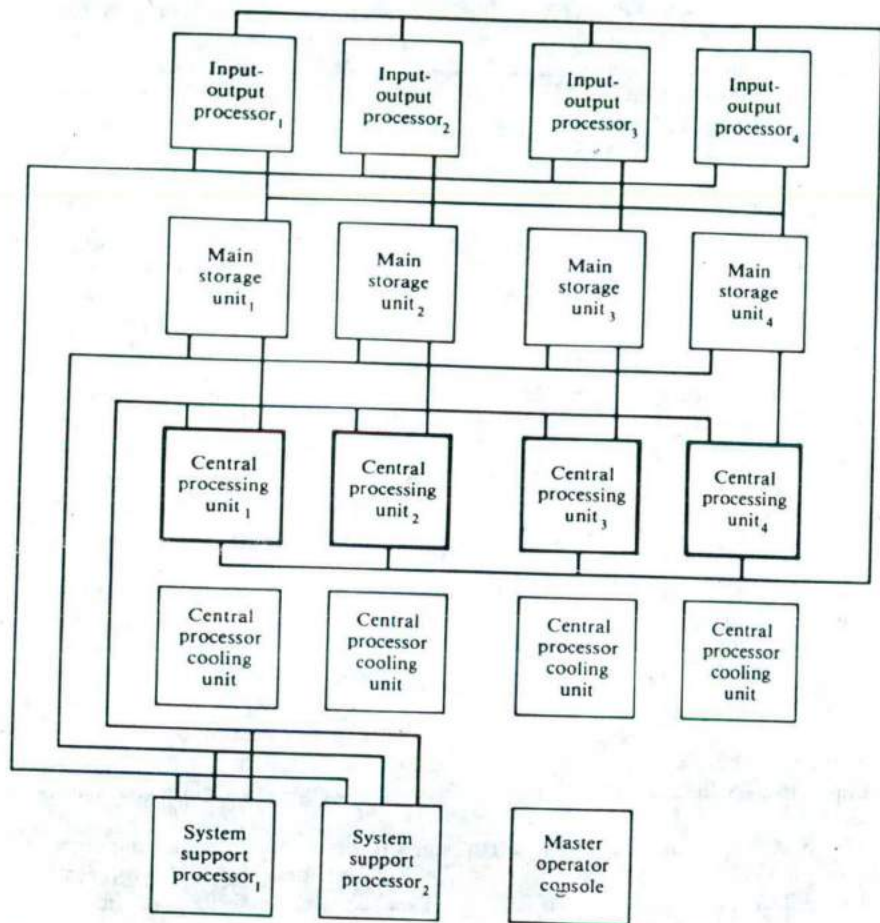 Input-
output
processor₁
Input-
output
processor₂
Input-
output
processor₃
Input-
output
processor₄
Main
storage
unit₁
Main
storage
unit₂
Main
storage
unit₃
Main
storage
unit₄
Central
processing
unit₁
Central
processing
unit₂
Central
processing
unit₃
Central
processing
unit₄
Central
processor
cooling
unit
Central
processor
cooling
unit
Central
processor
cooling
unit
Central
processor
cooling
unit
System
support
processor₁
System
support
processor₂
Master
operator
console